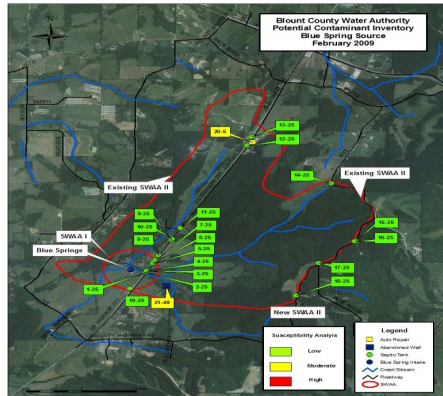 Blount County Water Authority
Potential Contaminant Inventory
Blue Spring Source
February 2009
20-6
13-25
12-25
Existing SWAA II
14-25
Existing SWAA II
9-25
11-25
SWAA I
10-25
7-25
8-25
6-25
Blue Springs
5-25
4-25
3-25
1-25
2-25
19-25
21-49
15-25
16-25
17-25
18-25
New SWAA II
Susceptibility Analyis
Low
Moderate
High
Legend
Auto Repair
Abandoned Well
Septic Tank
Blue Spring Intake
Creek/Stream
Roadway
SWAA